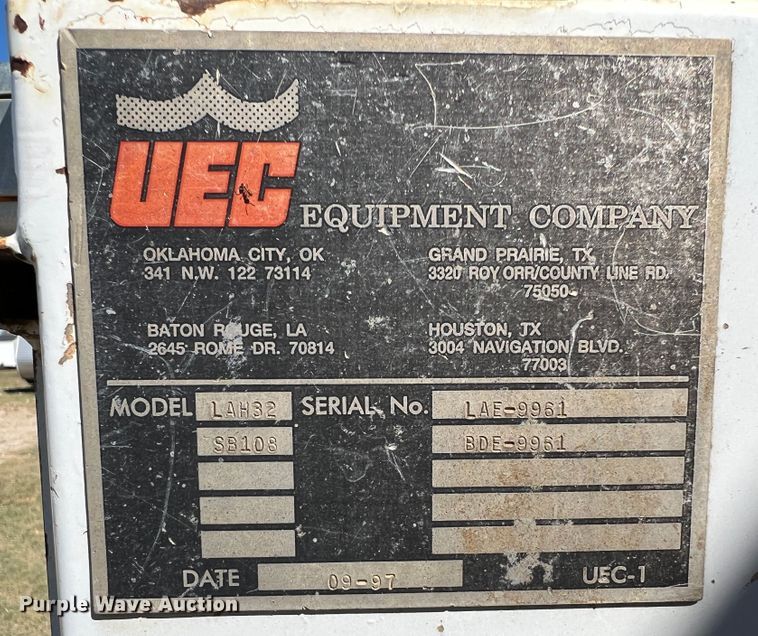 UEC EQUIPMENT COMPANY
OKLAHOMA CITY, OK
341 N.W. 122 73114
GRAND PRAIRIE, TX
3320 ROY ORR/COUNTY LINE RD.
75050
BATON ROUGE, LA
2645 ROME DR. 70814
HOUSTON, TX
3004 NAVIGATION BLVD.
77003
MODEL LAH32 SERIAL No. LAE-9961
SB108 BDE-9961
DATE 09-97 UEC-1
Purple Wave Auction